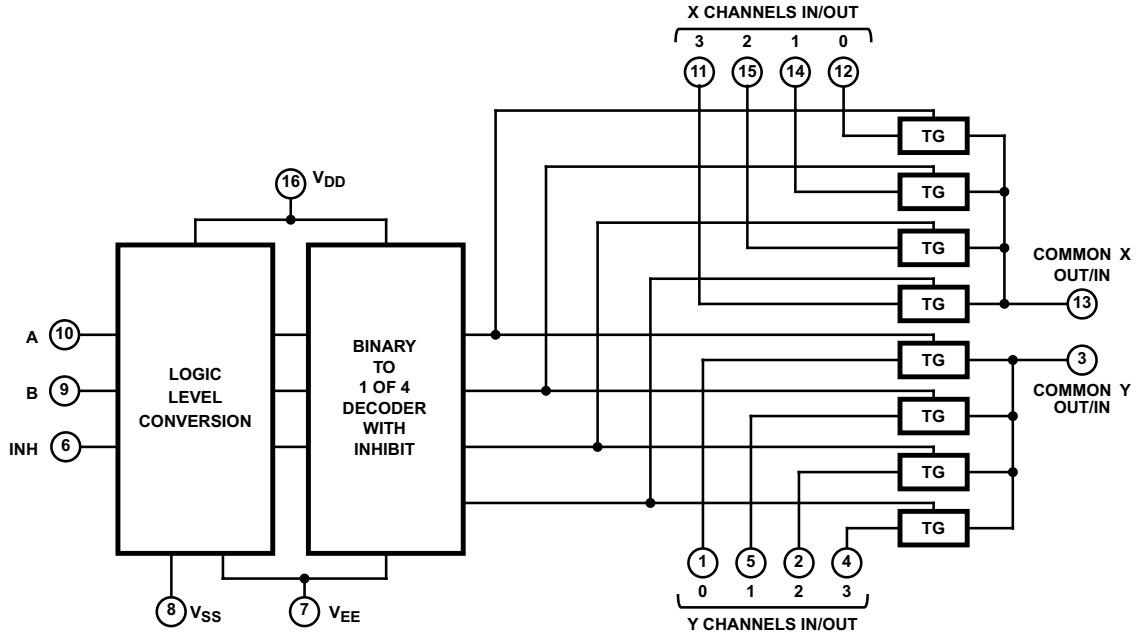 X CHANNELS IN/OUT
3 2 1 0
11 15 14 12
TG
16 VDD
TG
TG
COMMON X
OUT/IN
TG
13
A 10
B 9
INH 6
LOGIC
LEVEL
CONVERSION
BINARY
TO
1 OF 4
DECODER
WITH
INHIBIT
TG
3
COMMON Y
OUT/IN
TG
TG
TG
1 5 2 4
0 1 2 3
8 VSS
7 VEE
Y CHANNELS IN/OUT